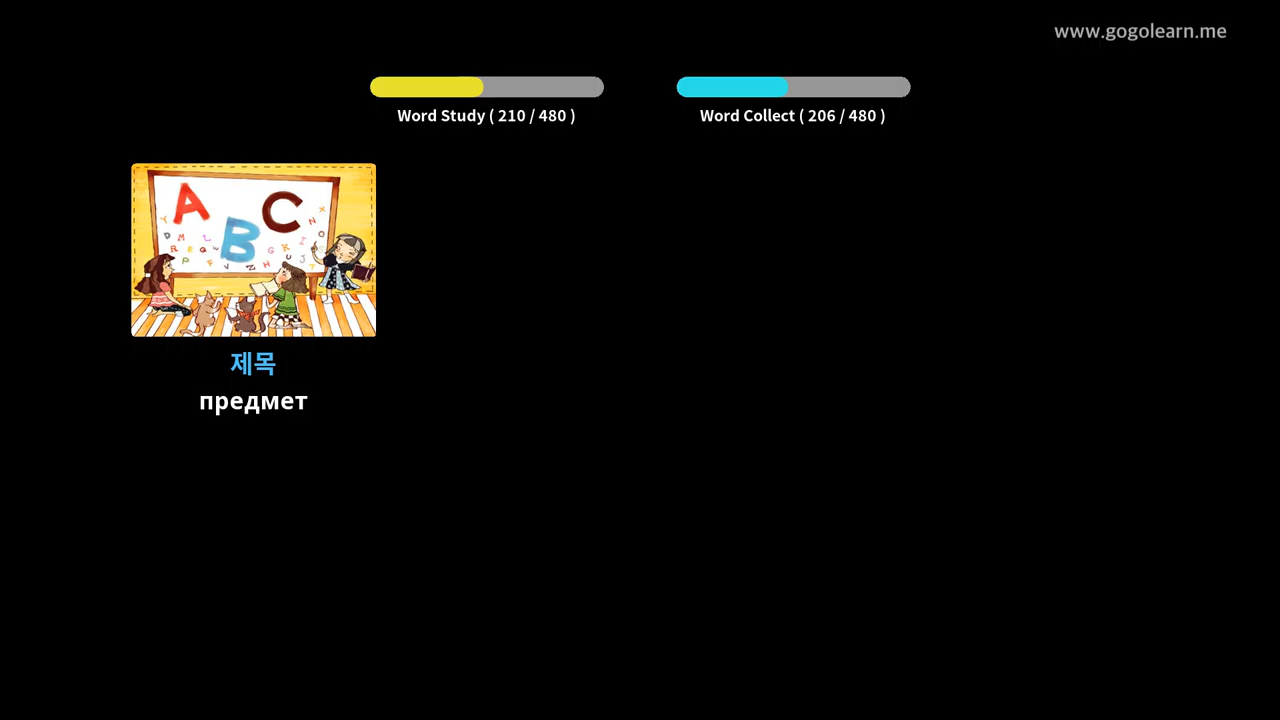 www.gogolearn.me
Word Study ( 210 / 480 )
Word Collect ( 206 / 480 )
A
B
C
제목
предмет